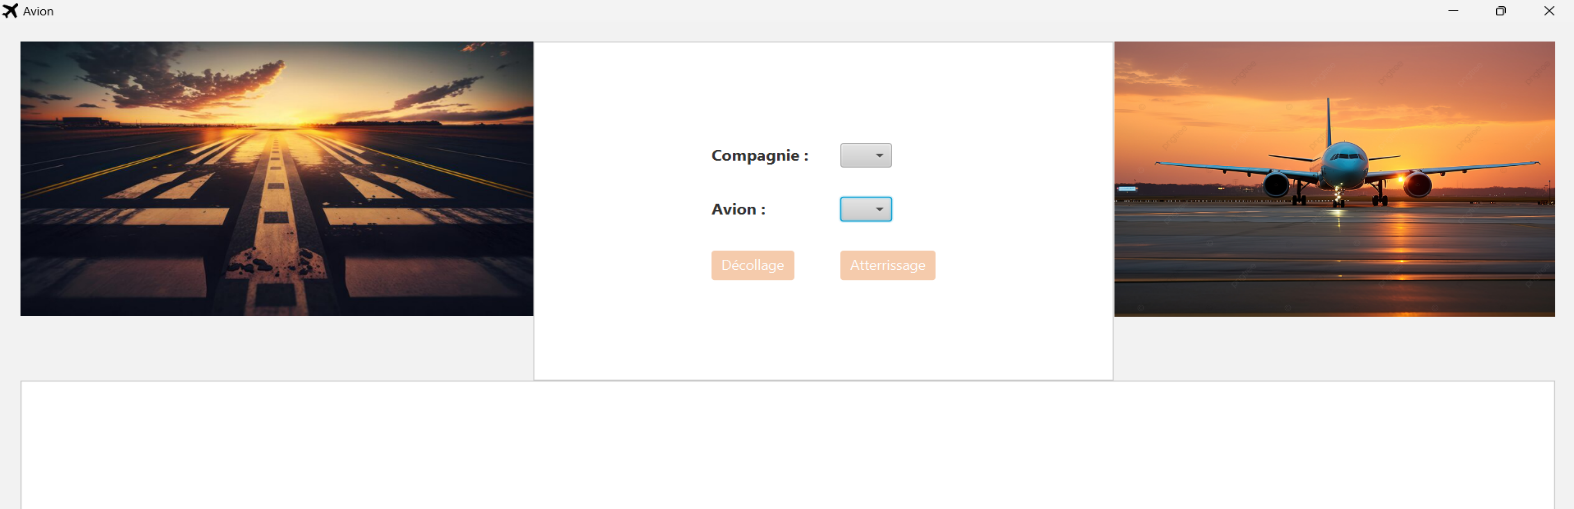 Avion
Compagnie :
Avion :
Décollage
Atterrissage